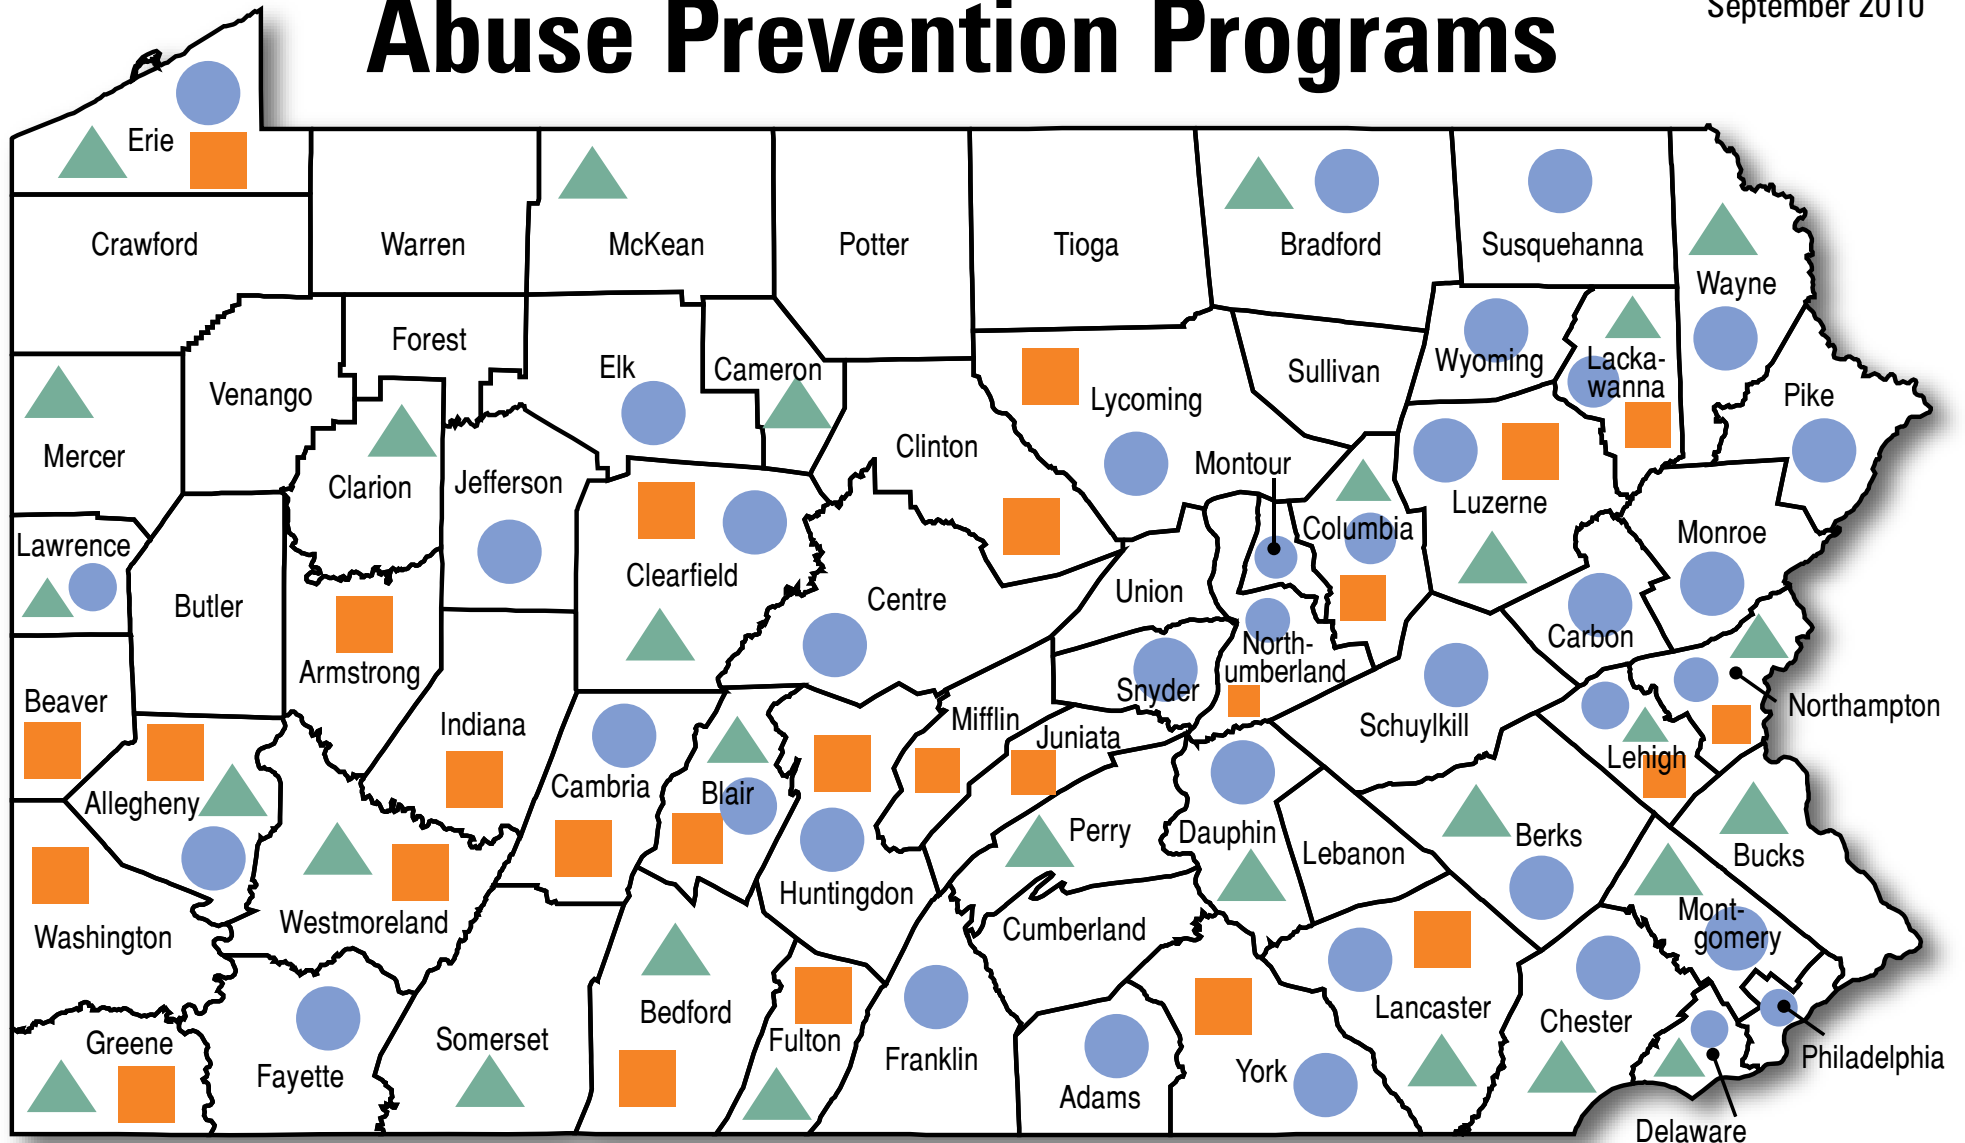 Abuse Prevention Programs
September 2010
Erie
Crawford
Warren
McKean
Potter
Tioga
Bradford
Susquehanna
Wayne
Forest
Elk
Cameron
Venango
Mercer
Clarion
Jefferson
Clinton
Lycoming
Sullivan
Wyoming
Lacka-
wanna
Pike
Montour
Columbia
Luzerne
Monroe
Lawrence
Butler
Armstrong
Clearfield
Centre
Union
North-
umberland
Snyder
Carbon
Northampton
Lehigh
Schuylkill
Beaver
Allegheny
Indiana
Cambria
Blair
Huntingdon
Mifflin
Juniata
Perry
Dauphin
Lebanon
Berks
Bucks
Mont-
gomery
Washington
Westmoreland
Greene
Fayette
Somerset
Bedford
Fulton
Franklin
Cumberland
Adams
York
Lancaster
Chester
Philadelphia
Delaware